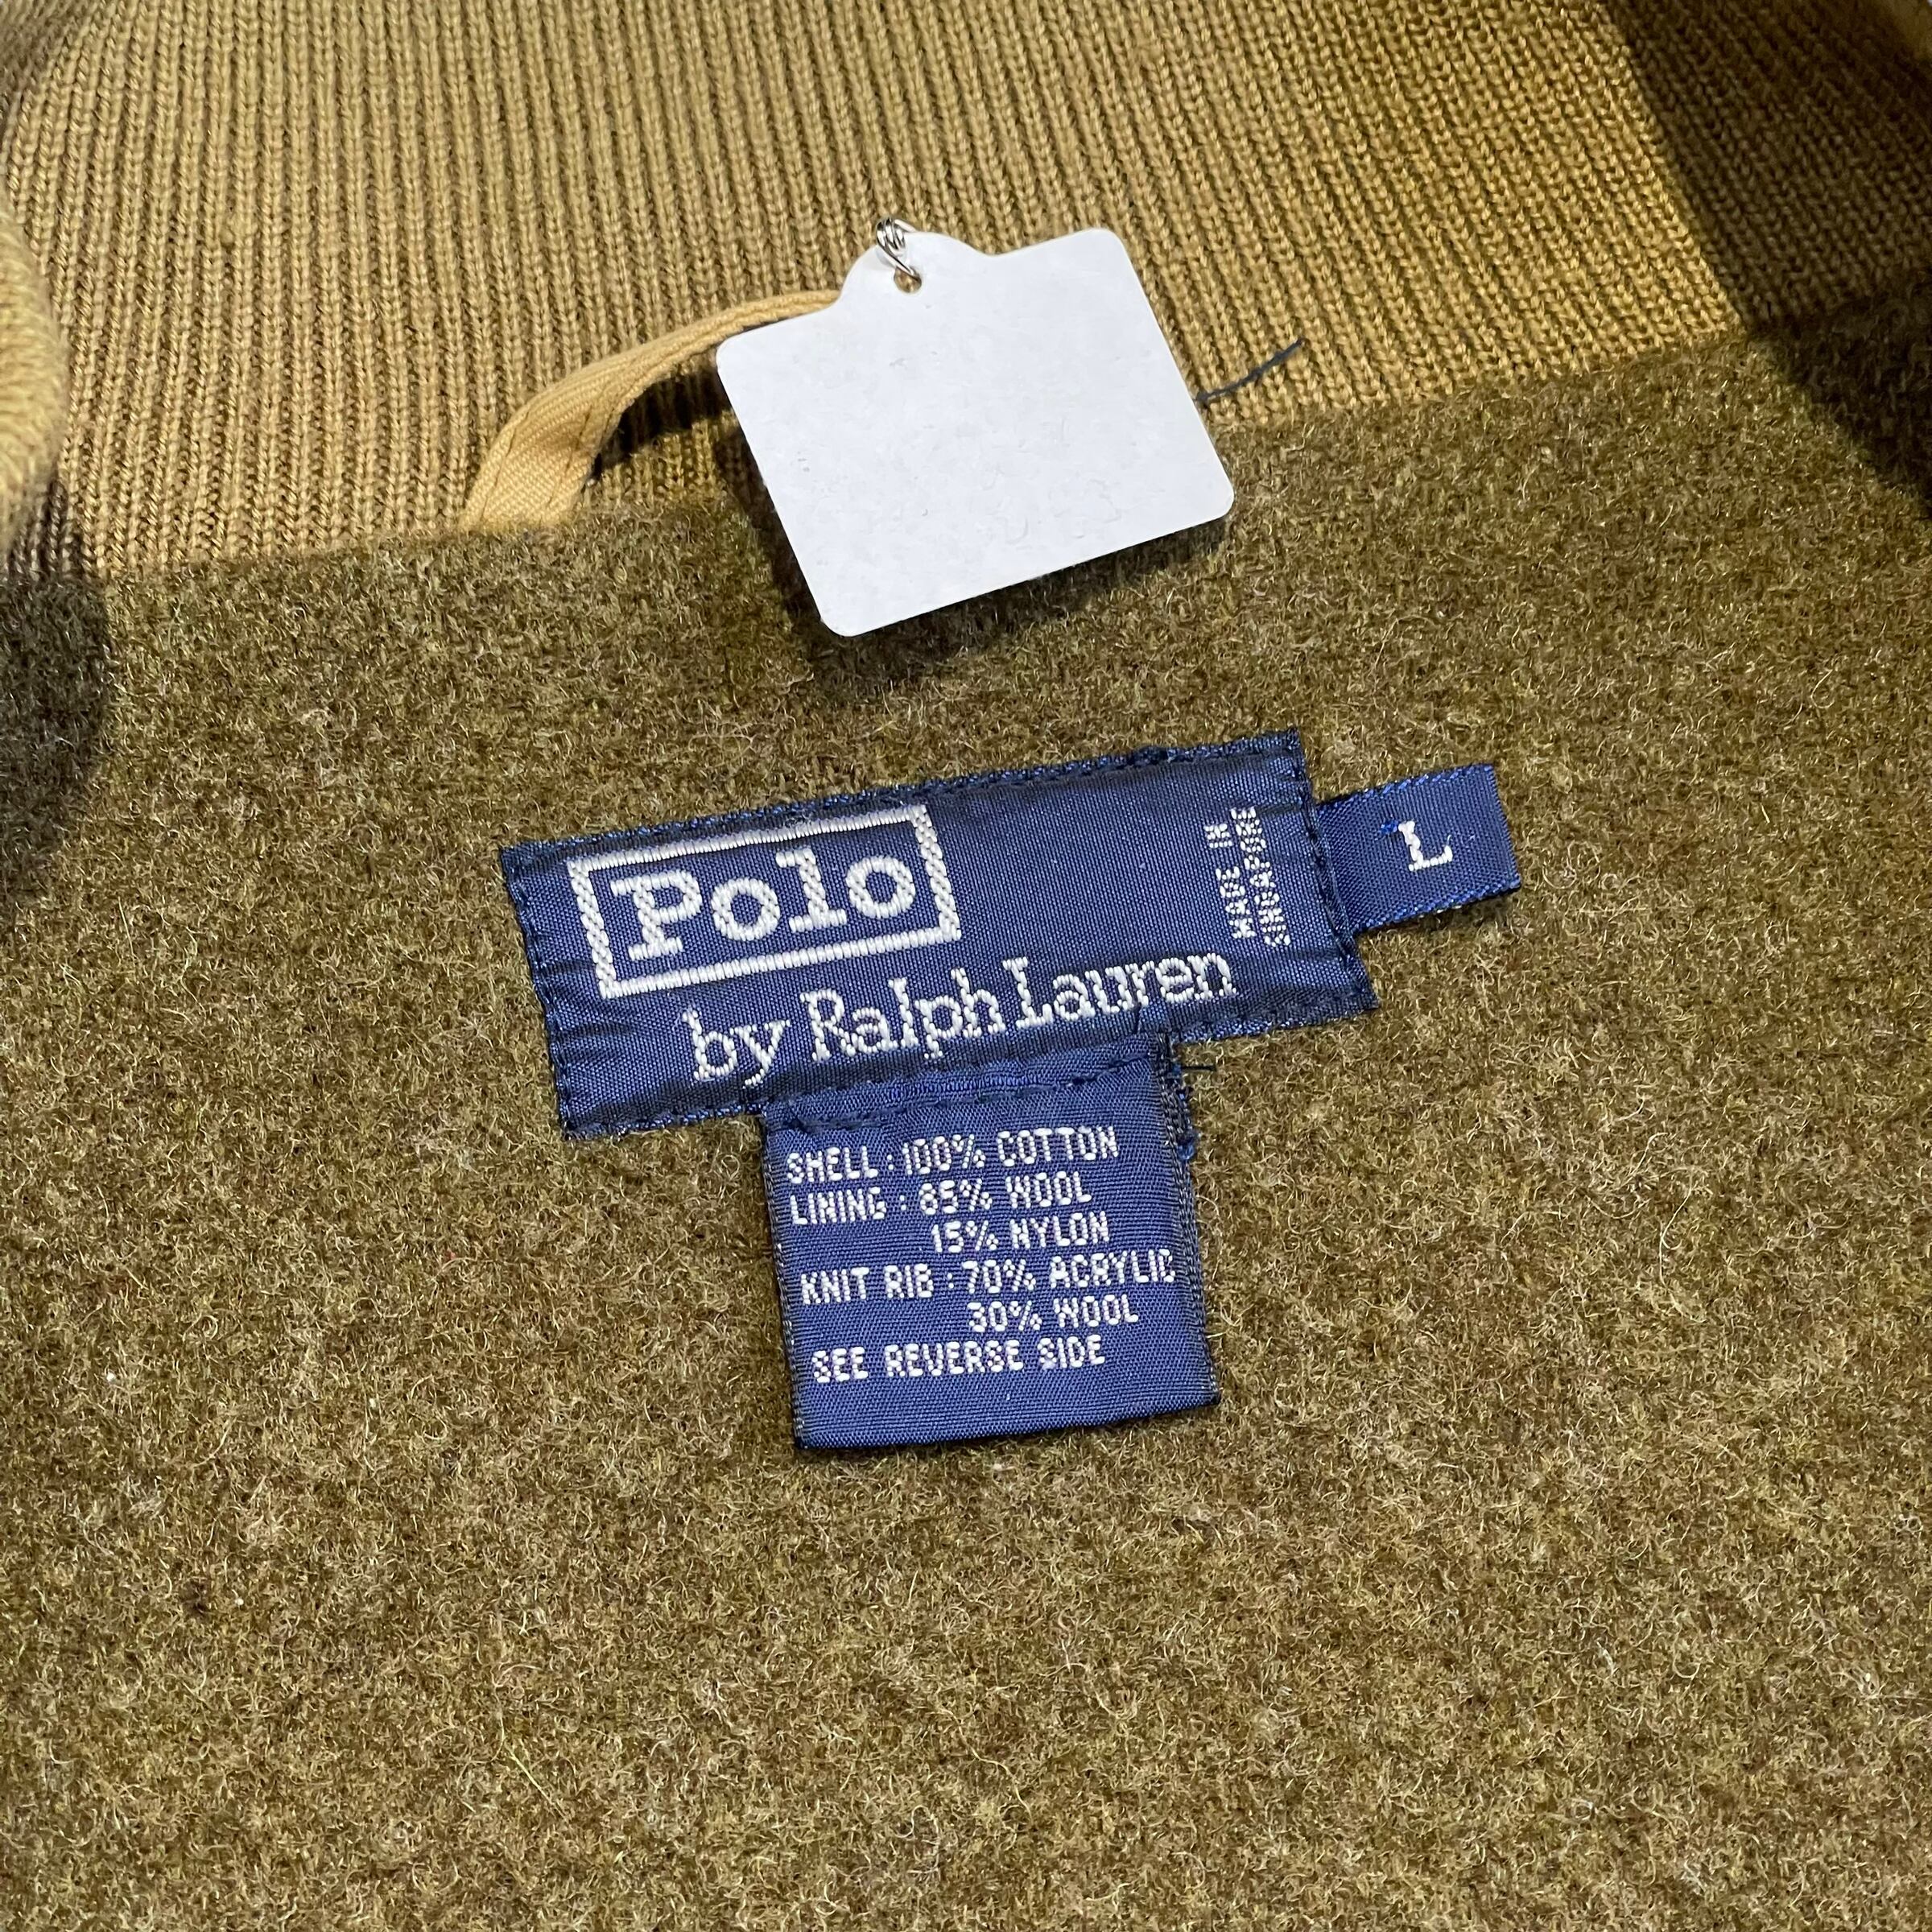 Polo
by Ralph Lauren
MADE IN
SINGAPORE
L
SHELL : 100% COTTON
LINING : 85% WOOL
15% NYLON
KNIT RIB : 70% ACRYLIC
30% WOOL
SEE REVERSE SIDE